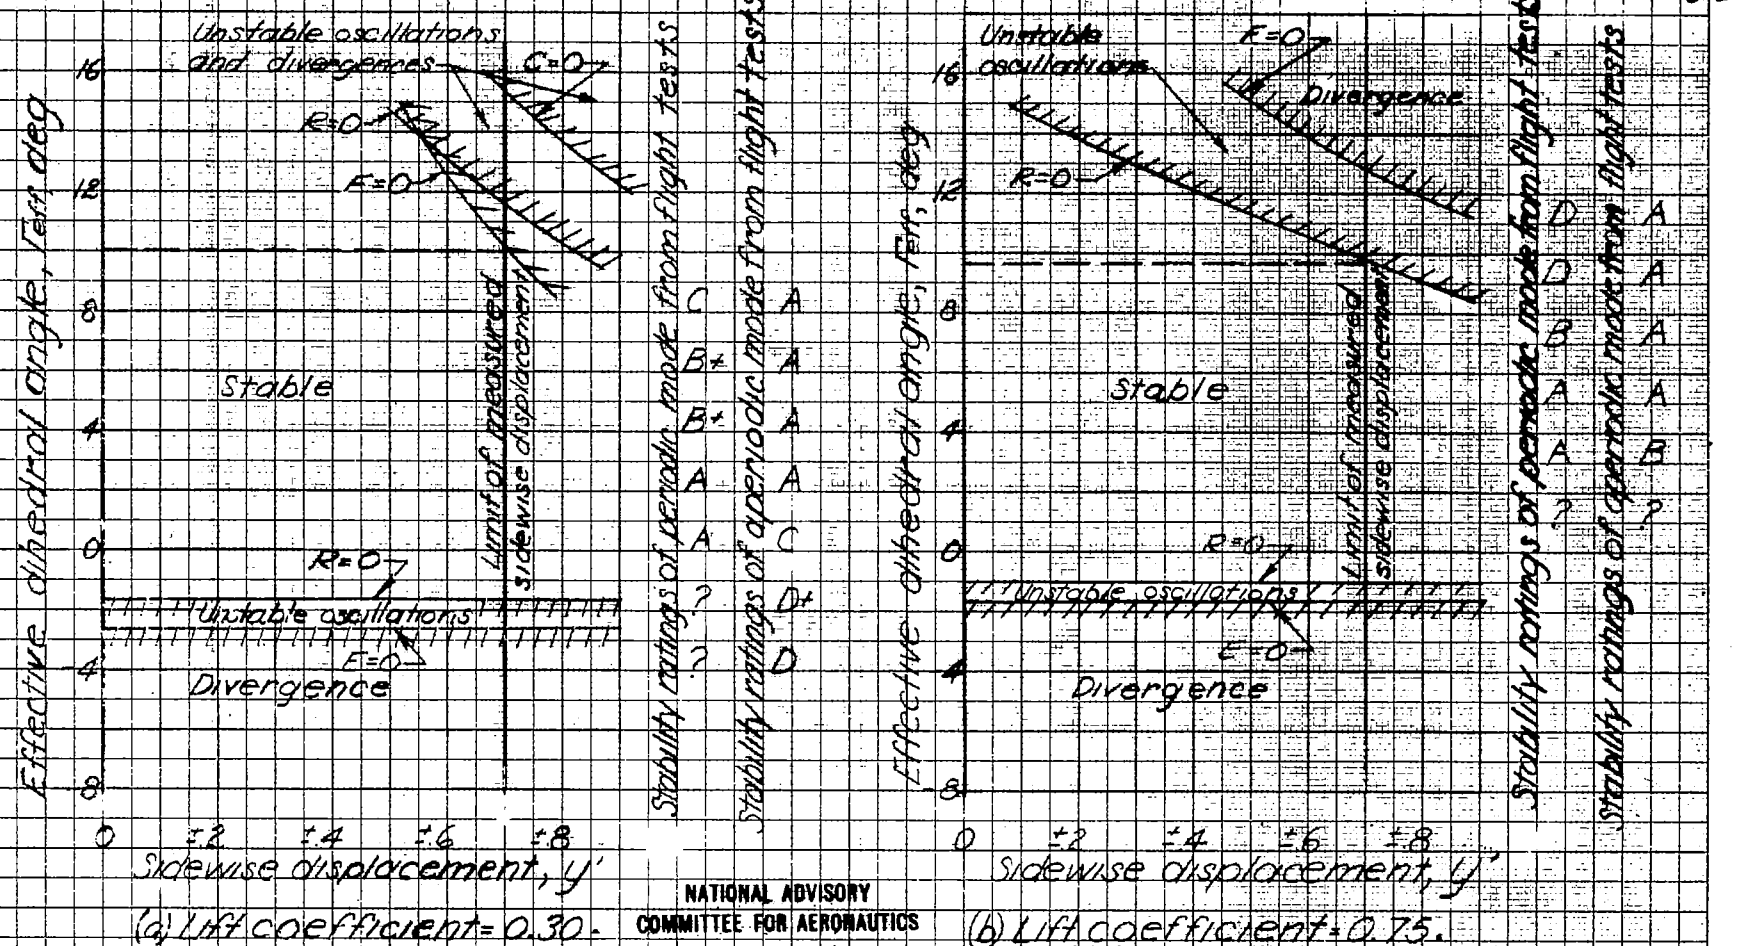 Effective dihedral angle, Γeff, deg
16
12
8
4
0
-4
-8
Unstable oscillations
and divergences
C=0
R=0
E=0
Stable
Limit of measured
sidewise displacement
R=0
Unstable oscillations
E=0
Divergence
0 ±.2 ±.4 ±.6 ±.8
Sidewise displacement, y'
(a) Lift coefficient = 0.30.
Stability ratings of periodic mode from flight tests
C
B+
B+
A
A
?
?
Stability ratings of aperiodic mode from flight tests
A
A
A
A
C
D+
D
NATIONAL ADVISORY
COMMITTEE FOR AERONAUTICS
Effective dihedral angle, Γeff, deg
16
12
8
4
0
4
-8
Unstable
oscillations
E=0
Divergence
R=0
Stable
Limit of measured
sidewise displacement
R=0
Unstable oscillations
E=0
Divergence
0 ±.2 ±.4 ±.6 ±.8
Sidewise displacement, y'
(b) Lift coefficient = 0.75.
Stability ratings of periodic mode from flight tests
D
D
B
A
A
?
Stability ratings of aperiodic mode from flight tests
A
A
A
A
B
?